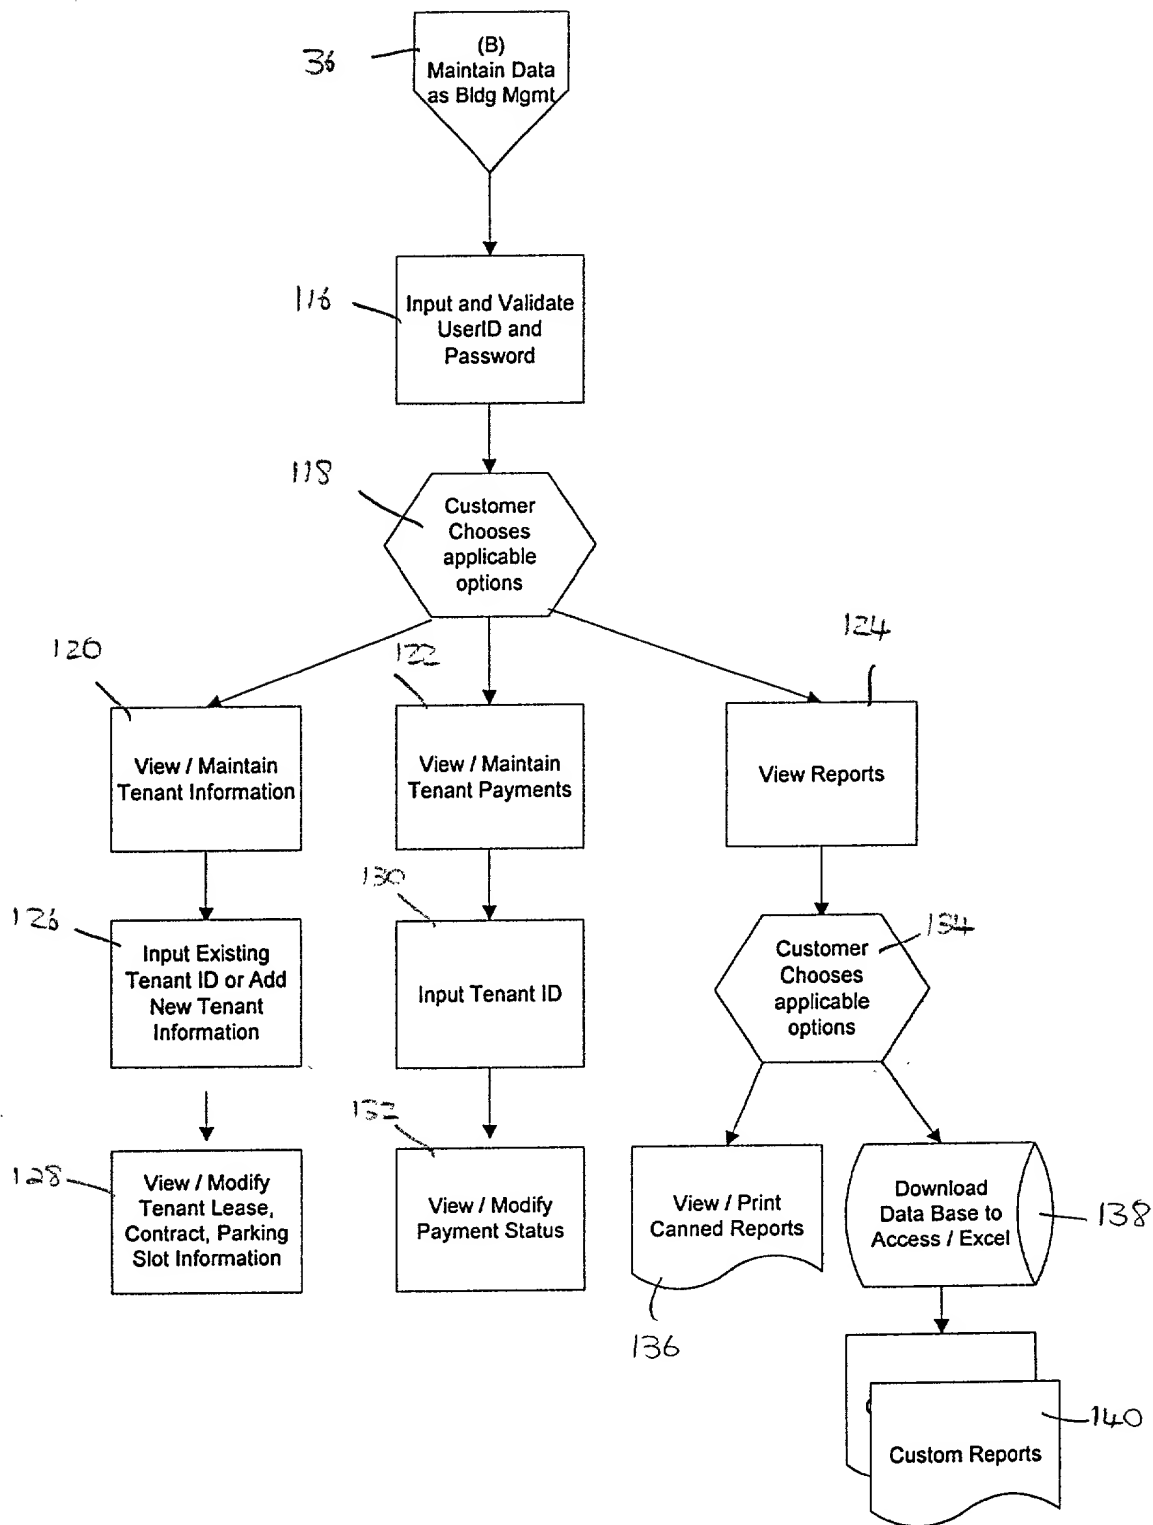 36
(B)
Maintain Data
as Bldg Mgmt
116
Input and Validate
UserID and
Password
118
Customer
Chooses
applicable
options
120
122
124
View / Maintain
Tenant Information
View / Maintain
Tenant Payments
View Reports
126
130
134
Input Existing
Tenant ID or Add
New Tenant
Information
Input Tenant ID
Customer
Chooses
applicable
options
128
132
View / Modify
Tenant Lease,
Contract, Parking
Slot Information
View / Modify
Payment Status
View / Print
Canned Reports
Download
Data Base to
Access / Excel
138
136
140
Custom Reports